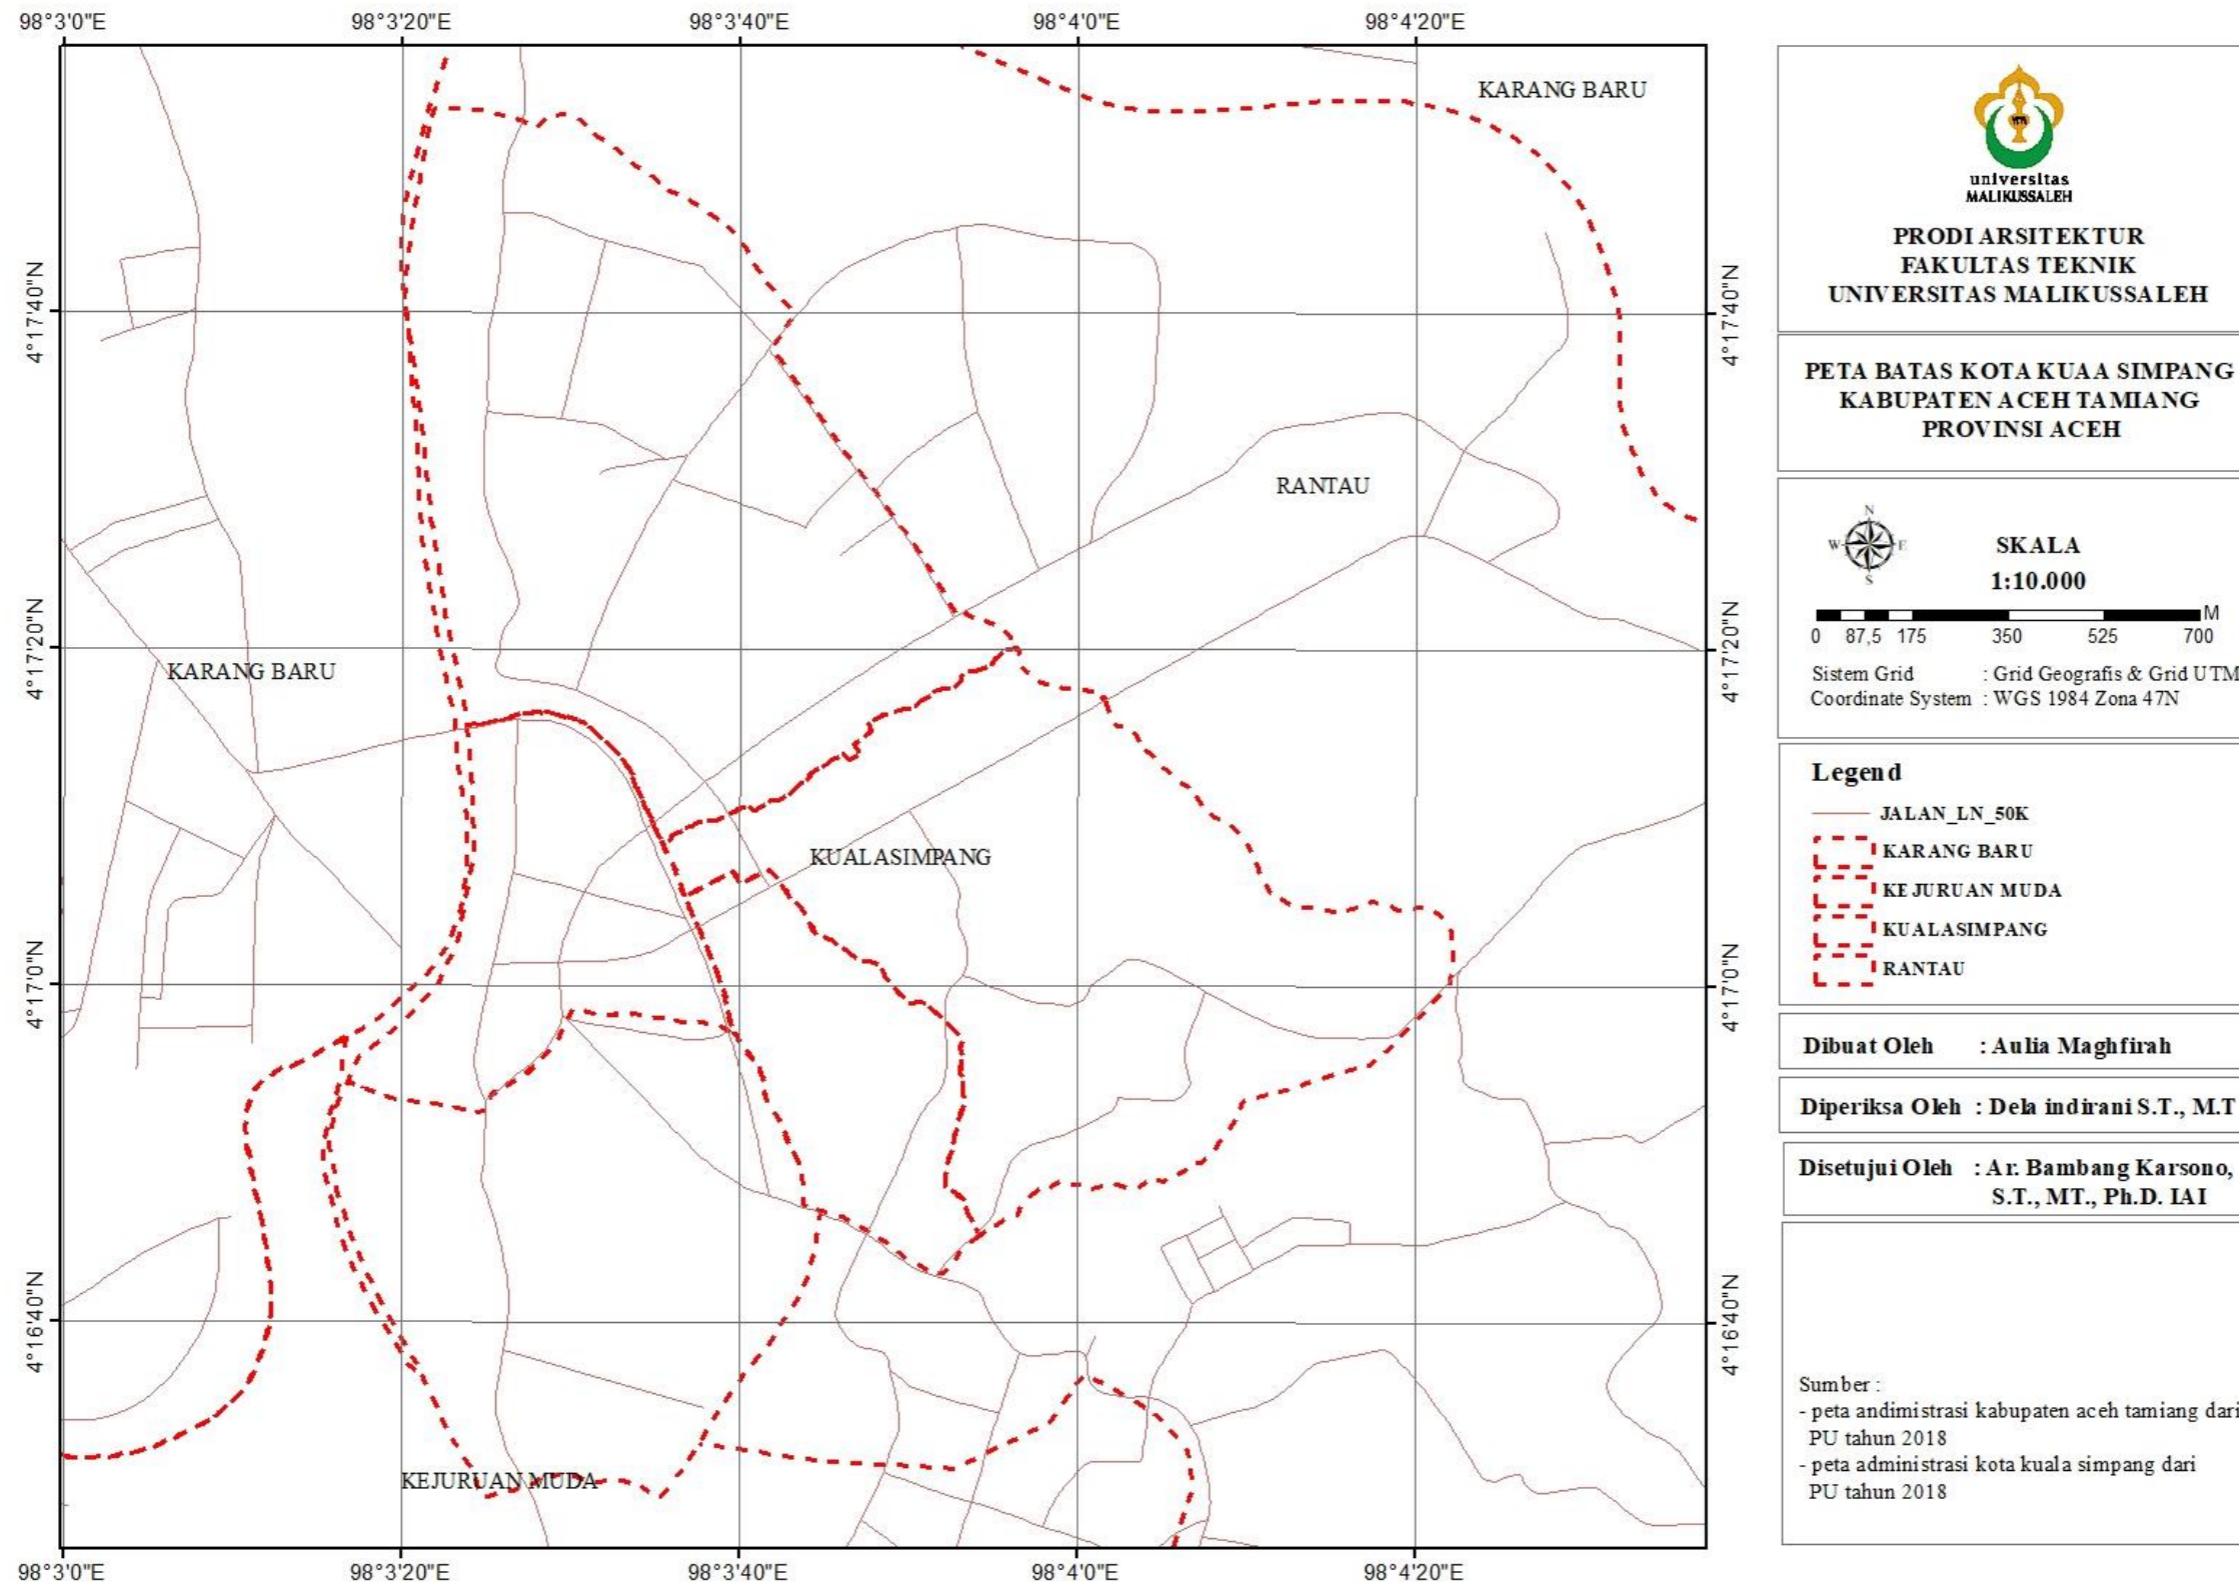 98°3'0"E 98°3'20"E 98°3'40"E 98°4'0"E 98°4'20"E
4°17'40"N
4°17'20"N
4°17'0"N
4°16'40"N
KARANG BARU
RANTAU
KARANG BARU
KUALASIMPANG
KEJURUAN MUDA
4°17'40"N
4°17'20"N
4°17'0"N
4°16'40"N
98°3'0"E 98°3'20"E 98°3'40"E 98°4'0"E 98°4'20"E
universitas
MALIKUSSALEH
PRODI ARSITEKTUR
FAKULTAS TEKNIK
UNIVERSITAS MALIKUSSALEH
PETA BATAS KOTA KUAA SIMPANG
KABUPATEN ACEH TAMIANG
PROVINSI ACEH
N
W E
S
SKALA
1:10.000
M
0 87,5 175 350 525 700
Sistem Grid : Grid Geografis & Grid UTM
Coordinate System : WGS 1984 Zona 47N
Legend
JALAN_LN_50K
KARANG BARU
KEJURUAN MUDA
KUALASIMPANG
RANTAU
Dibuat Oleh : Aulia Maghfirah
Diperiksa Oleh : Dela indirani S.T., M.T
Disetujui Oleh : Ar. Bambang Karsono,
S.T., MT., Ph.D. IAI
Sumber :
- peta andimistrasi kabupaten aceh tamiang dari
PU tahun 2018
- peta administrasi kota kuala simpang dari
PU tahun 2018